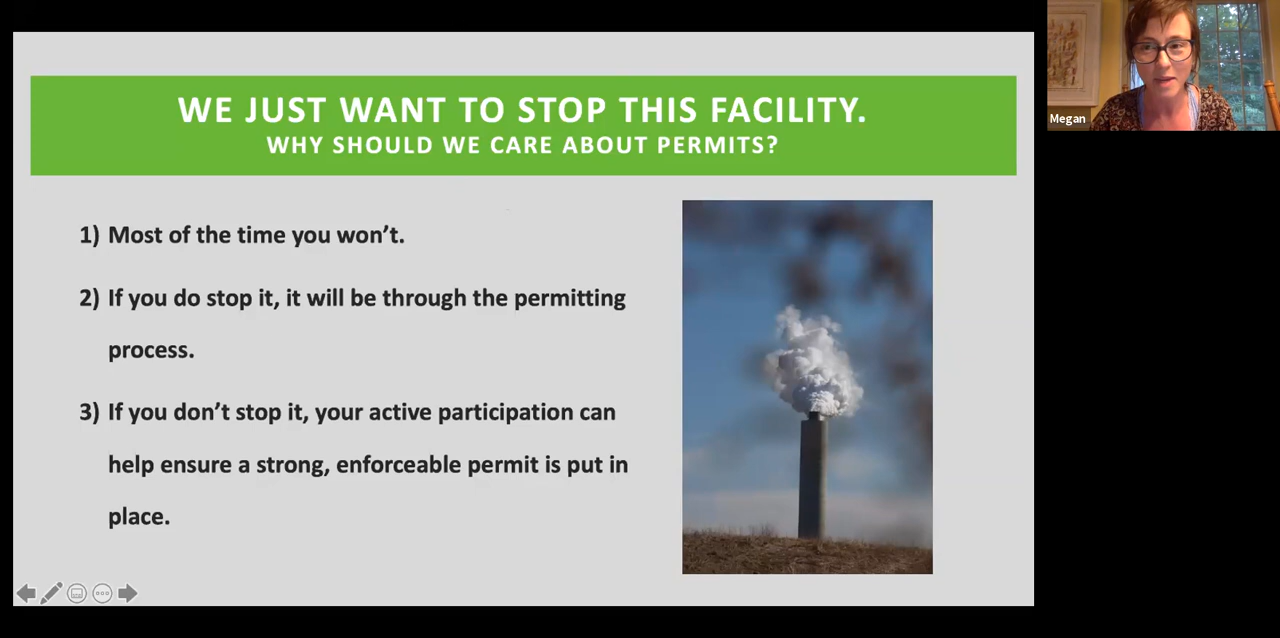 WE JUST WANT TO STOP THIS FACILITY.
WHY SHOULD WE CARE ABOUT PERMITS?
1) Most of the time you won’t.
2) If you do stop it, it will be through the permitting
process.
3) If you don’t stop it, your active participation can
help ensure a strong, enforceable permit is put in
place.
Megan